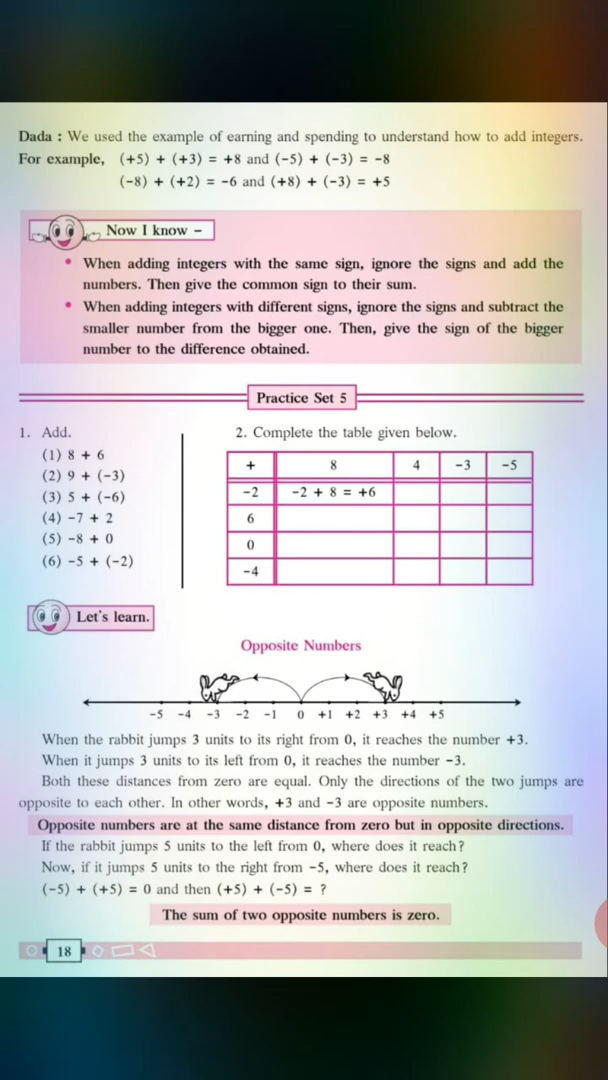 Dada : We used the example of earning and spending to understand how to add integers.
For example, (+5) + (+3) = +8 and (−5) + (−3) = −8
(−8) + (+2) = −6 and (+8) + (−3) = +5
Now I know −
• When adding integers with the same sign, ignore the signs and add the
numbers. Then give the common sign to their sum.
• When adding integers with different signs, ignore the signs and subtract the
smaller number from the bigger one. Then, give the sign of the bigger
number to the difference obtained.
Practice Set 5
1. Add.
(1) 8 + 6
(2) 9 + (−3)
(3) 5 + (−6)
(4) −7 + 2
(5) −8 + 0
(6) −5 + (−2)
2. Complete the table given below.
+ 8 4 −3 −5
−2 −2 + 8 = +6
6
0
−4
Let's learn.
Opposite Numbers
−5 −4 −3 −2 −1 0 +1 +2 +3 +4 +5
When the rabbit jumps 3 units to its right from 0, it reaches the number +3.
When it jumps 3 units to its left from 0, it reaches the number −3.
Both these distances from zero are equal. Only the directions of the two jumps are
opposite to each other. In other words, +3 and −3 are opposite numbers.
Opposite numbers are at the same distance from zero but in opposite directions.
If the rabbit jumps 5 units to the left from 0, where does it reach?
Now, if it jumps 5 units to the right from −5, where does it reach?
(−5) + (+5) = 0 and then (+5) + (−5) = ?
The sum of two opposite numbers is zero.
18